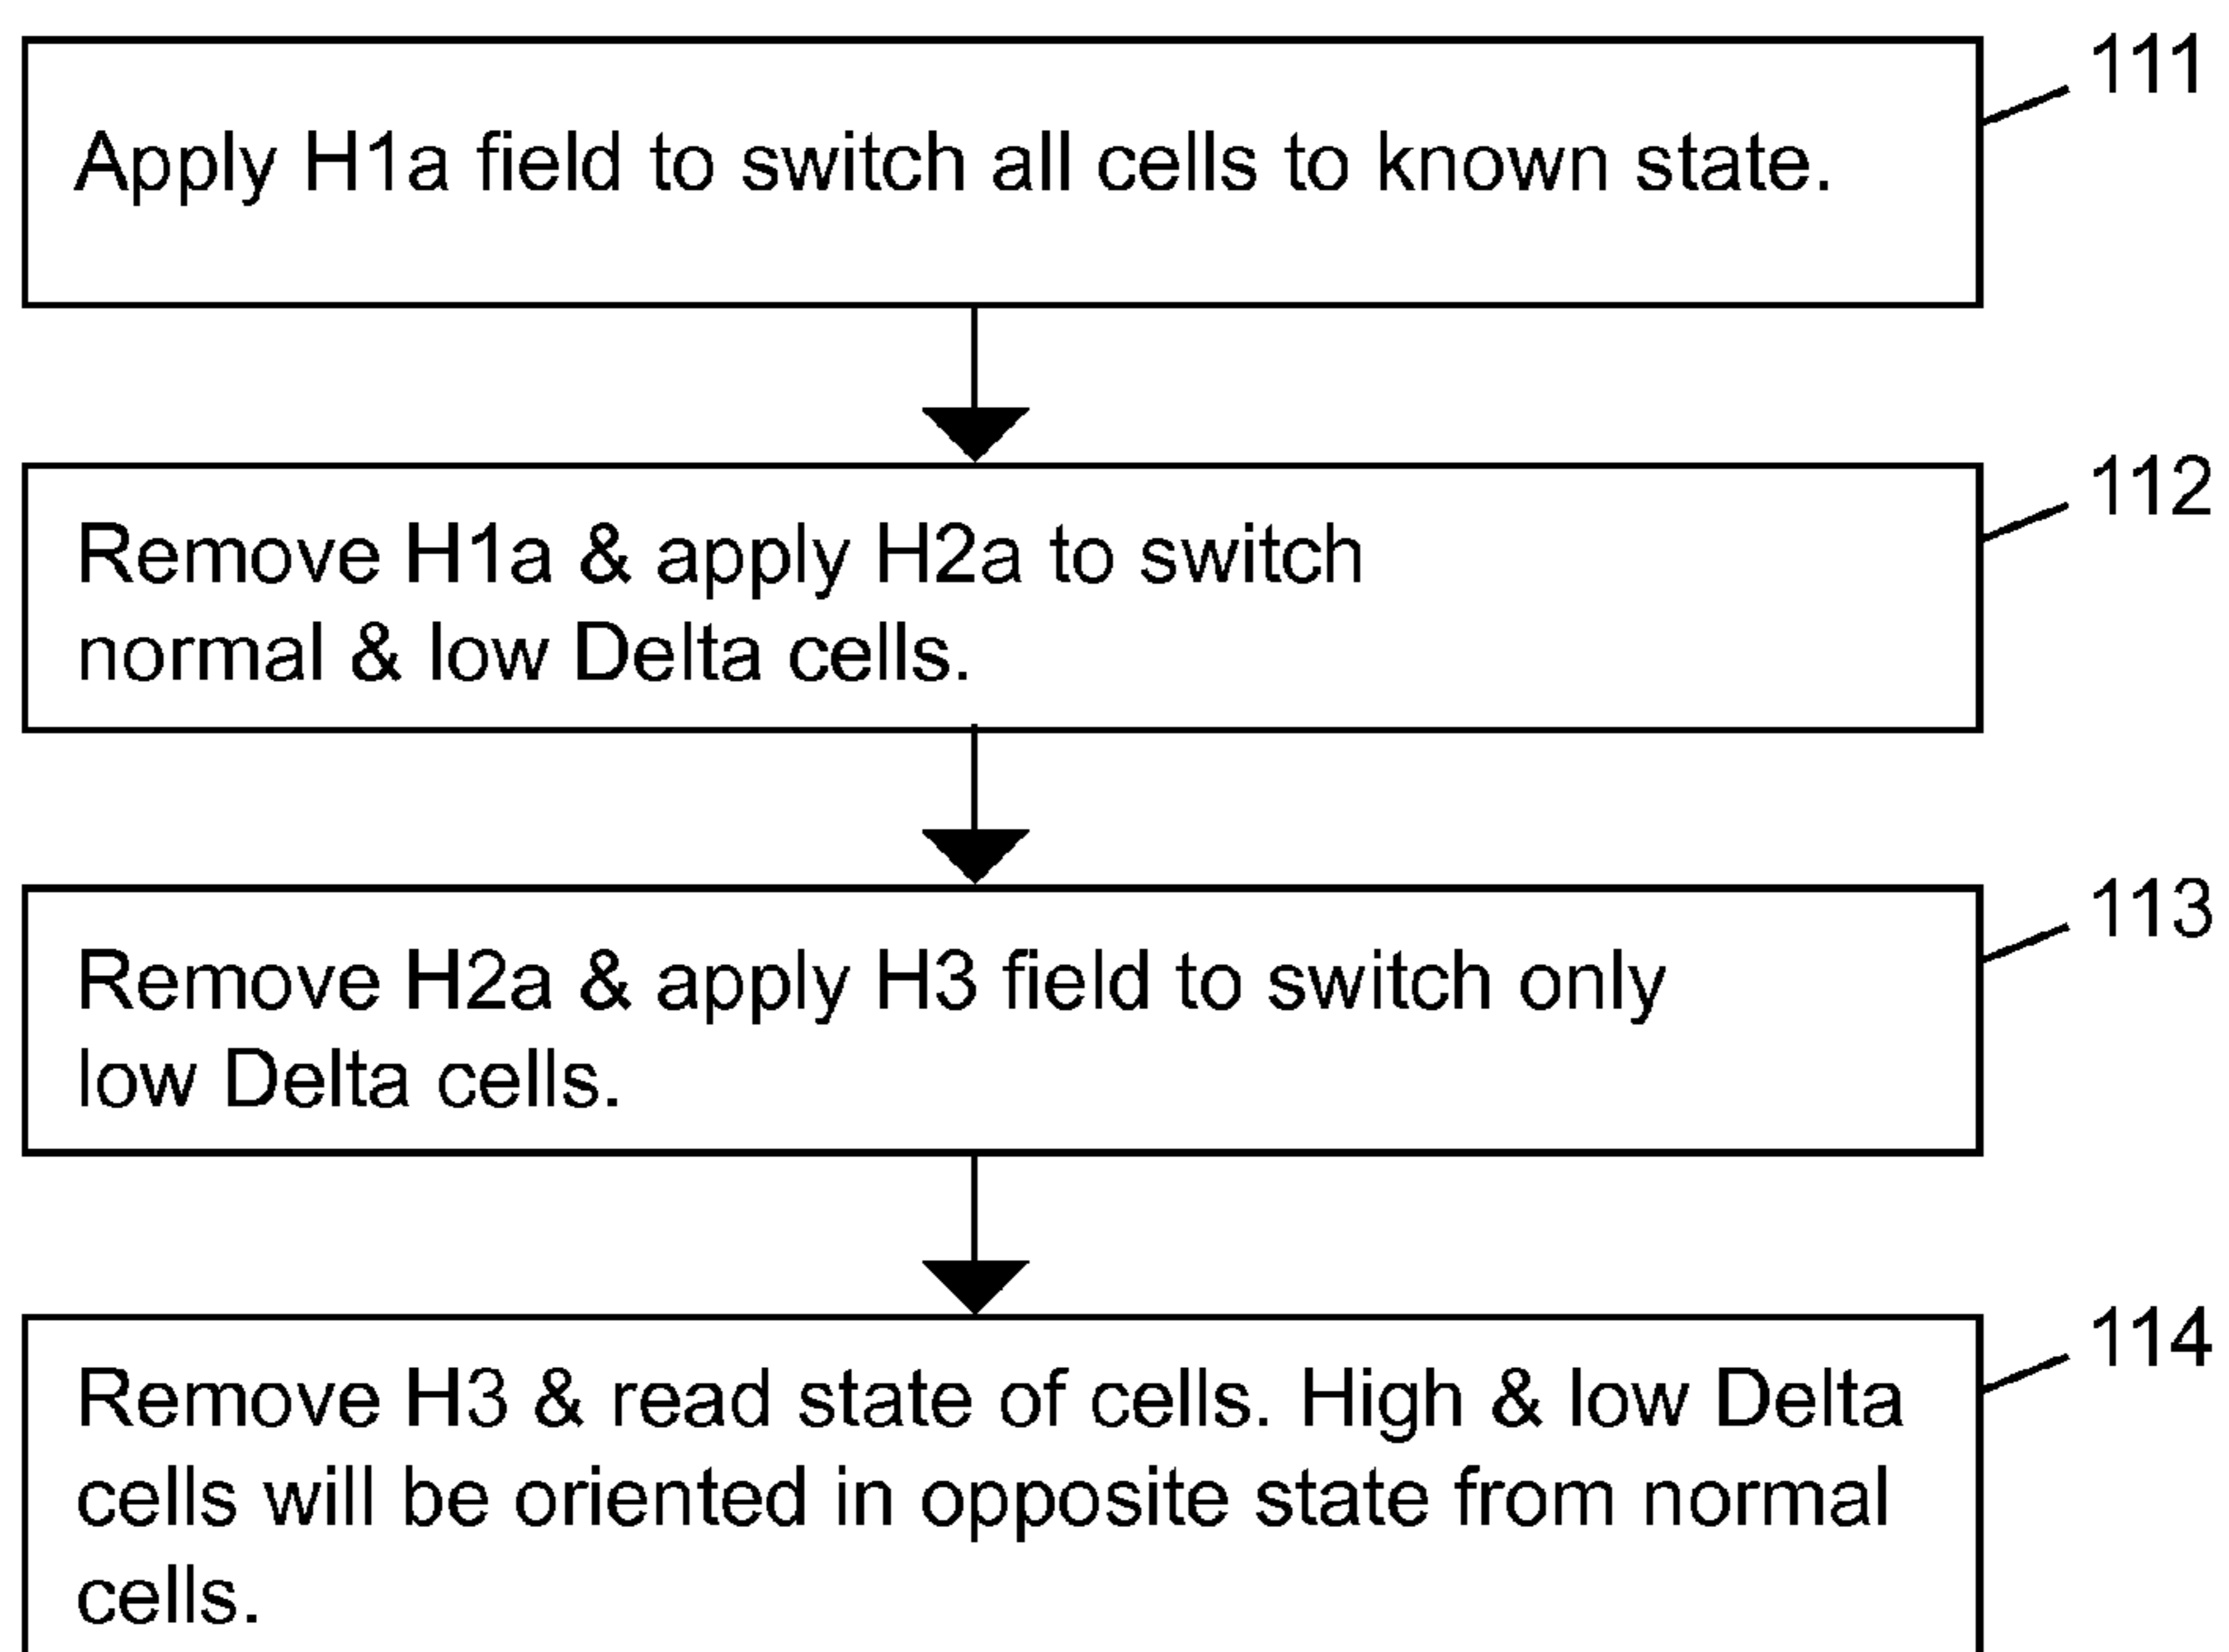 111
Apply H1a field to switch all cells to known state.
112
Remove H1a & apply H2a to switch
normal & low Delta cells.
113
Remove H2a & apply H3 field to switch only
low Delta cells.
114
Remove H3 & read state of cells. High & low Delta
cells will be oriented in opposite state from normal
cells.